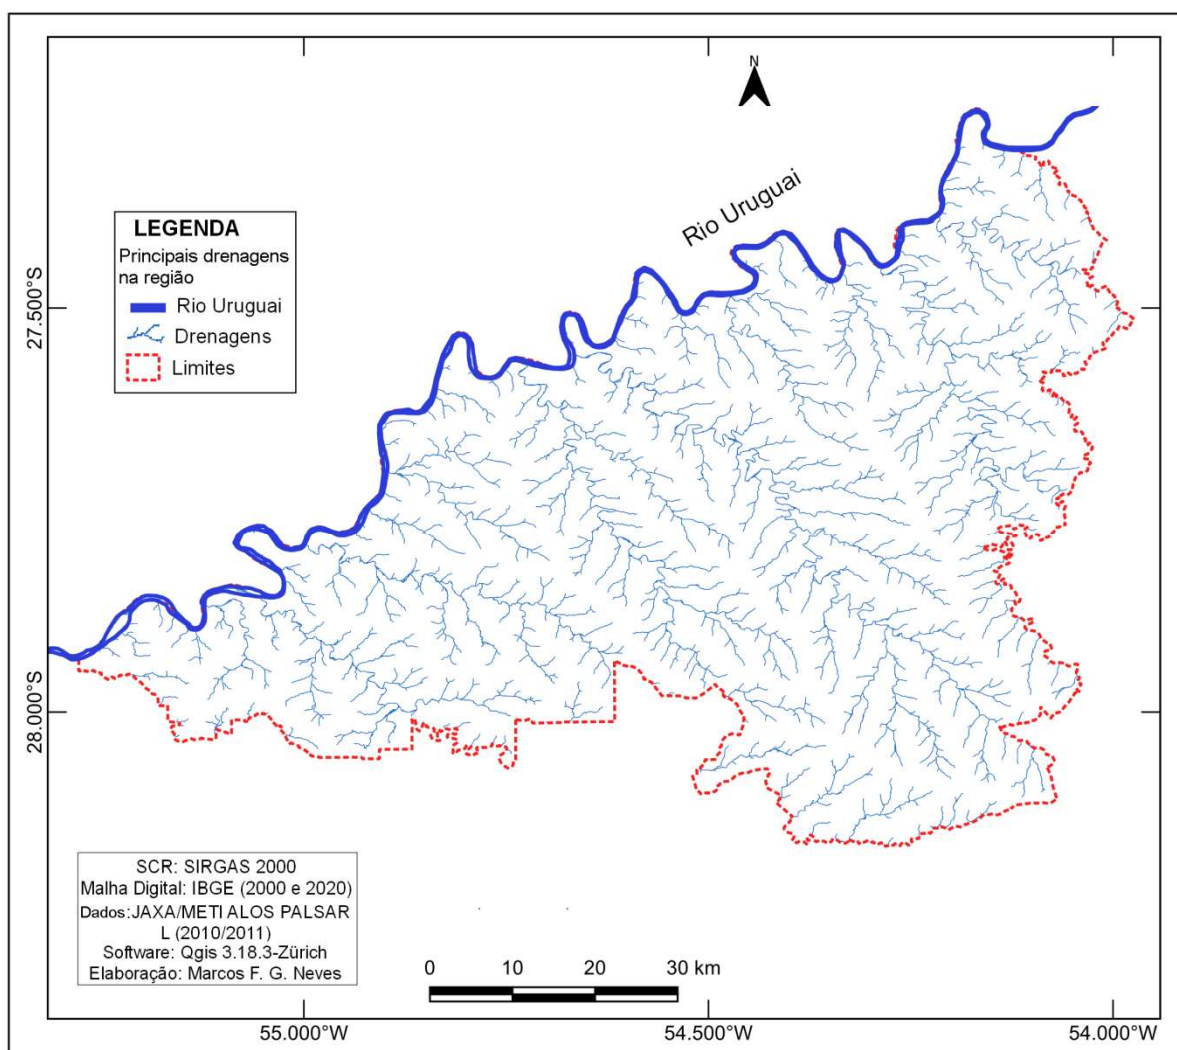 N
Rio Uruguai
LEGENDA
Principais drenagens
na região
Rio Uruguai
Drenagens
Limites
27.500°S
28.000°S
SCR: SIRGAS 2000
Malha Digital: IBGE (2000 e 2020)
Dados:JAXA/METI ALOS PALSAR
L (2010/2011)
Software: Qgis 3.18.3-Zürich
Elaboração: Marcos F. G. Neves
0 10 20 30 km
55.000°W 54.500°W 54.000°W